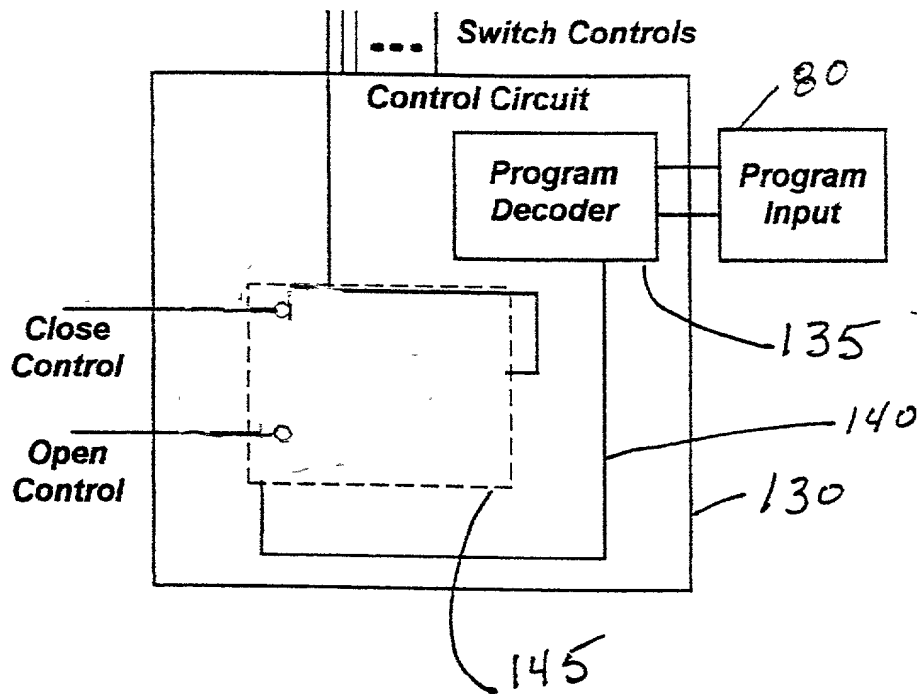 Switch Controls
Control Circuit
80
Program
Decoder
Program
Input
135
Close
Control
140
Open
Control
130
145